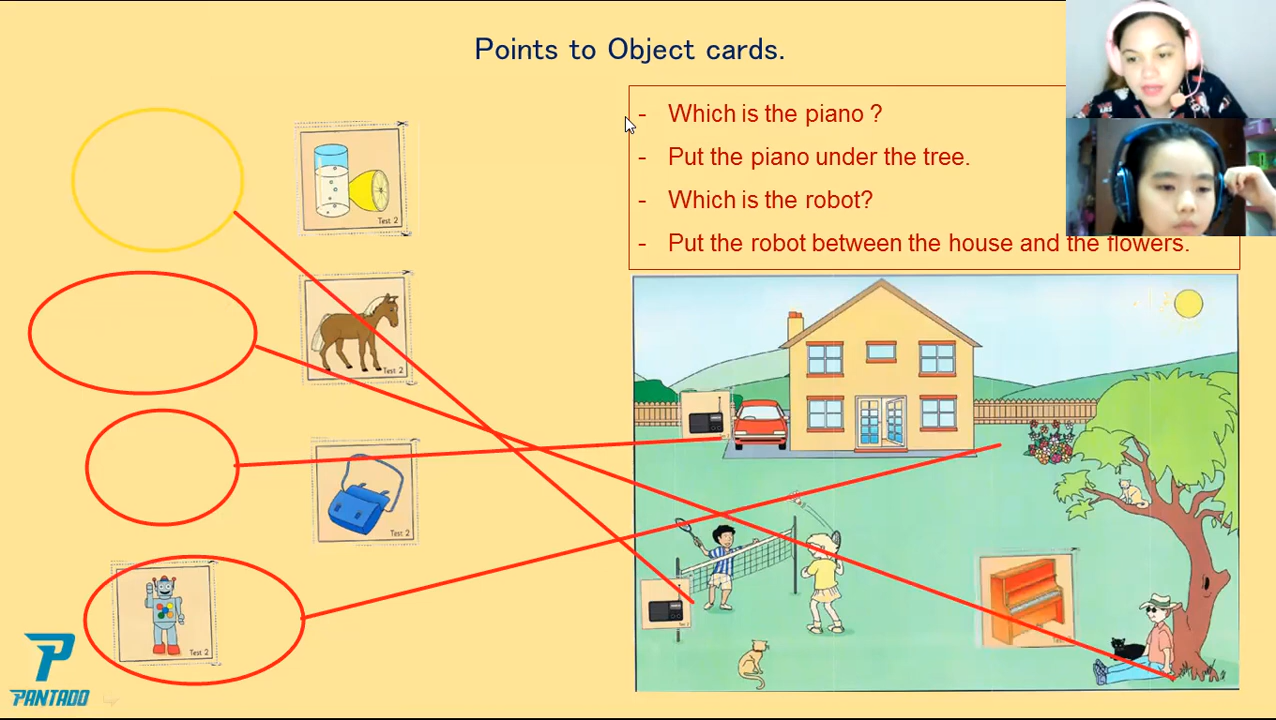 Points to Object cards.
- Which is the piano ?
- Put the piano under the tree.
- Which is the robot?
- Put the robot between the house and the flowers.
Test 2
Test 2
Test 2
Test 2
PANTADO